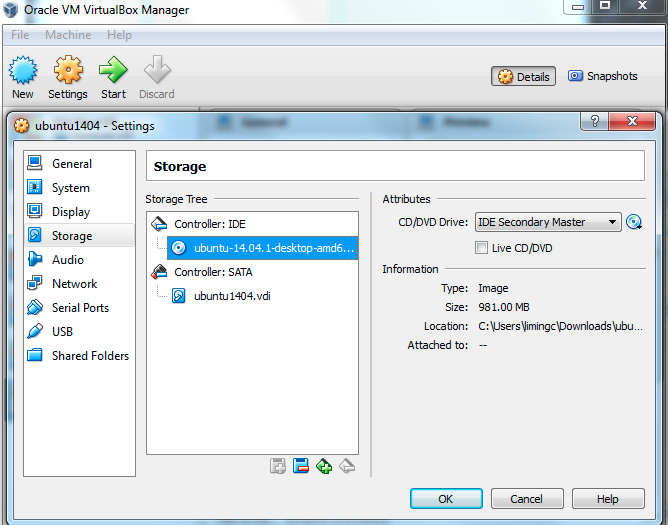 Oracle VM VirtualBox Manager
File Machine Help
New Settings Start Discard Details Snapshots
General Preview
ubuntu1404 - Settings
General
System
Display
Storage
Audio
Network
Serial Ports
USB
Shared Folders
Storage
Storage Tree
Controller: IDE
ubuntu-14.04.1-desktop-amd6...
Controller: SATA
ubuntu1404.vdi
Attributes
CD/DVD Drive: IDE Secondary Master
Live CD/DVD
Information
Type: Image
Size: 981.00 MB
Location: C:\Users\limingc\Downloads\ubu...
Attached to: --
OK Cancel Help